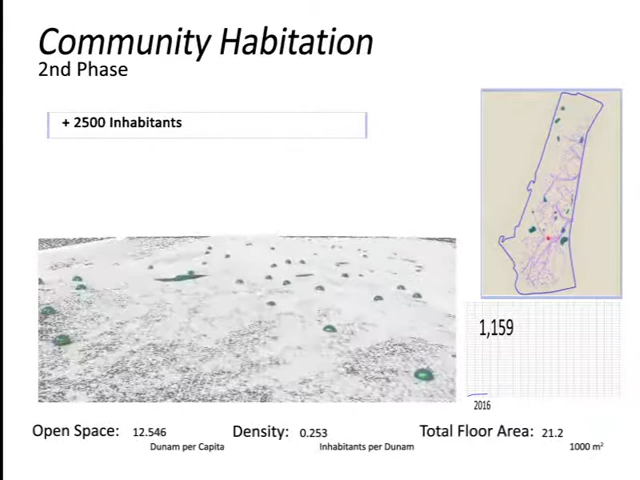 Community Habitation
2nd Phase
+ 2500 Inhabitants
1,159
2016
Open Space: 12.546 Density: 0.253 Total Floor Area: 21.2
Dunam per Capita Inhabitants per Dunam 1000 m²